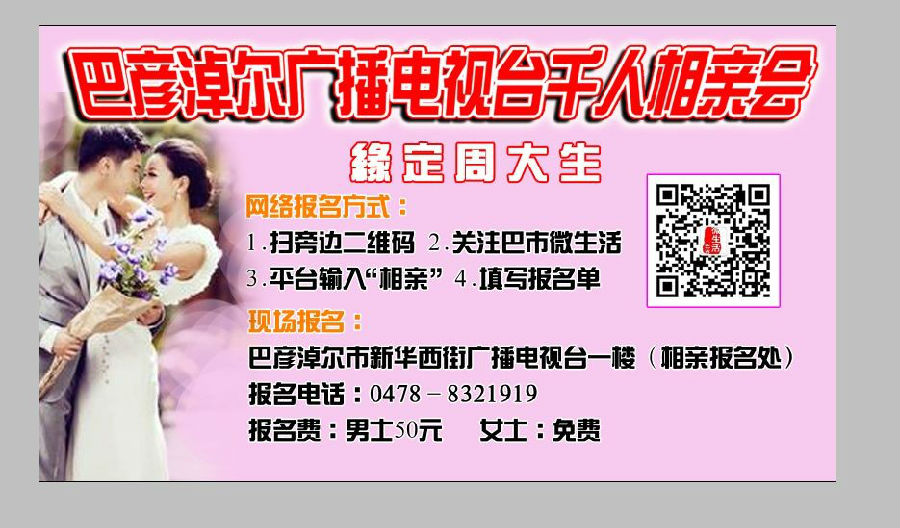 巴彦淖尔广播电视台千人相亲会
緣定周大生
网络报名方式：
1.扫旁边二维码 2.关注巴市微生活
3.平台输入“相亲” 4.填写报名单
微生活
现场报名：
巴彦淖尔市新华西街广播电视台一楼（相亲报名处）
报名电话：0478－8321919
报名费：男士50元 女士：免费